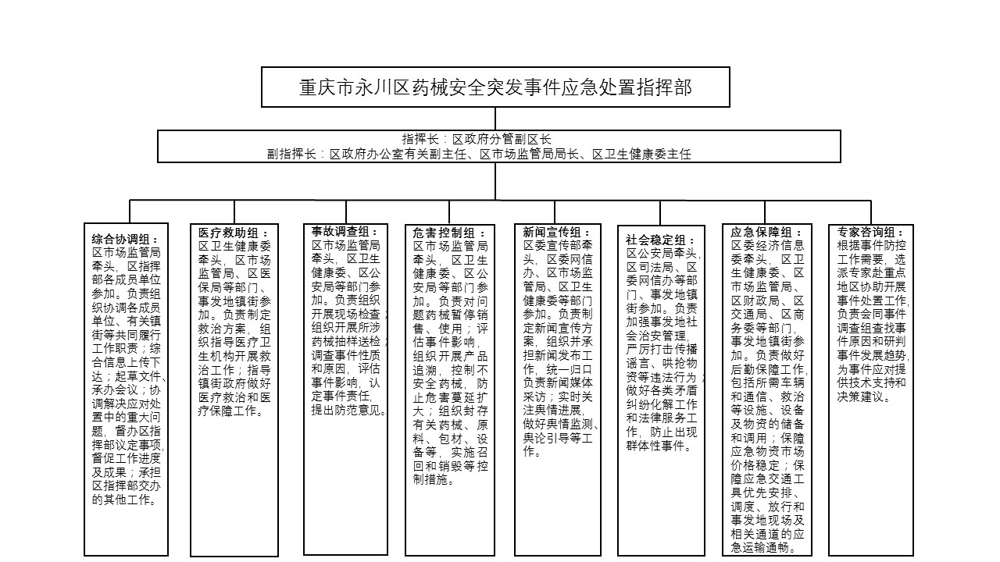 重庆市永川区药械安全突发事件应急处置指挥部
指挥长：区政府分管副区长
副指挥长：区政府办公室有关副主任、区市场监管局局长、区卫生健康委主任
综合协调组：
区市场监管局
牵头，区指挥
部各成员单位
参加。负责组
织协调各成员
单位、有关镇
街等共同履行
工作职责；综
合信息上传下
达；起草文件、
承办会议；协
调解决应对处
置中的重大问
题，督办区指
挥部议定事项，
督促工作进度
及成果；承担
区指挥部交办
的其他工作。
医疗救助组：
区卫生健康委
牵头，区市场
监管局、区医
保局等部门、
事发地镇街参
加。负责制定
救治方案，组
织指导医疗卫
生机构开展救
治工作；指导
镇街政府做好
医疗救治和医
疗保障工作。
事故调查组：
区市场监管局
牵头，区卫生
健康委、区公
安局等部门参
加。负责组织
开展现场检查；
组织开展所涉
药械抽样送检；
调查事件性质
和原因，评估
事件影响，认
定事件责任，
提出防范意见。
危害控制组：
区市场监管局
牵头，区卫生
健康委、区公
安局等部门参
加。负责对问
题药械暂停销
售、使用；评
估事件影响，
组织开展产品
追溯，控制不
安全药械，防
止危害蔓延扩
大；组织封存
有关药械、原
料、包材、设
备等，实施召
回和销毁等控
制措施。
新闻宣传组：
区委宣传部牵
头，区委网信
办、区市场监
管局、区卫生
健康委等部门
参加。负责制
定新闻宣传方
案，组织并承
担新闻发布工
作，统一归口
负责新闻媒体
采访；实时关
注舆情进展，
做好舆情监测、
舆论引导等工
作。
社会稳定组：
区公安局牵头，
区司法局、区
委网信办等部
门、事发地镇
街参加。负责
加强事发地社
会治安管理，
严厉打击传播
谣言、哄抢物
资等违法行为；
做好各类矛盾
纠纷化解工作
和法律服务工
作，防止出现
群体性事件。
应急保障组：
区委经济信息
委牵头，区卫
生健康委、区
市场监管局、
区财政局、区
交通局、区商
务委等部门，
事发地镇街参
加。负责做好
后勤保障工作，
包括所需车辆
和通信、救治
等设施、设备
及物资的储备
和调用；保障
应急物资市场
价格稳定；保
障应急交通工
具优先安排、
调度、放行和
事发地现场及
相关通道的应
急运输通畅。
专家咨询组：
根据事件防控
工作需要，选
派专家赴重点
地区协助开展
事件处置工作，
负责会同事件
调查组查找事
件原因和研判
事件发展趋势，
为事件应对提
供技术支持和
决策建议。